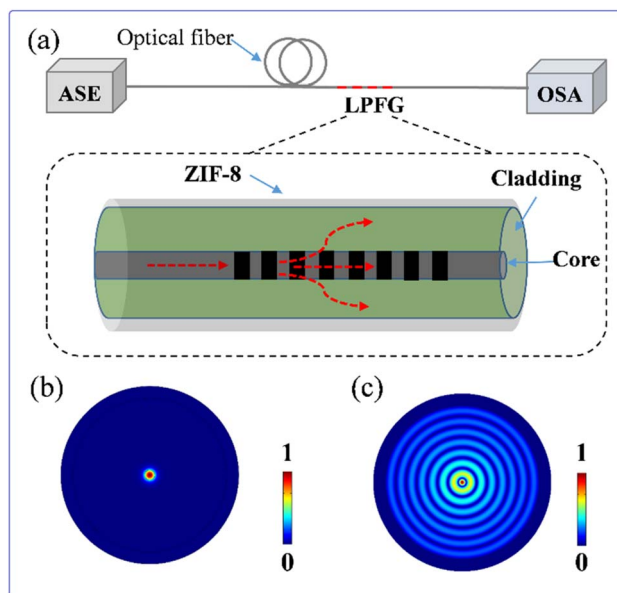 (a)
Optical fiber
ASE
OSA
LPFG
ZIF-8
Cladding
Core
(b)
1
0
(c)
1
0